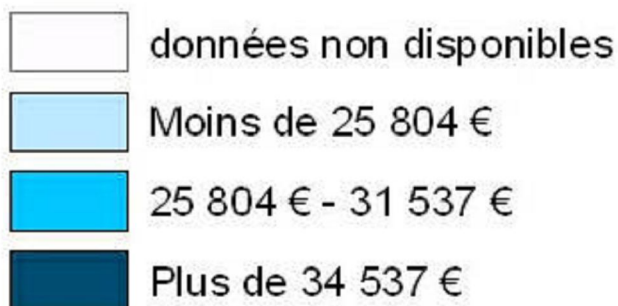 données non disponibles
Moins de 25 804 €
25 804 € - 31 537 €
Plus de 34 537 €